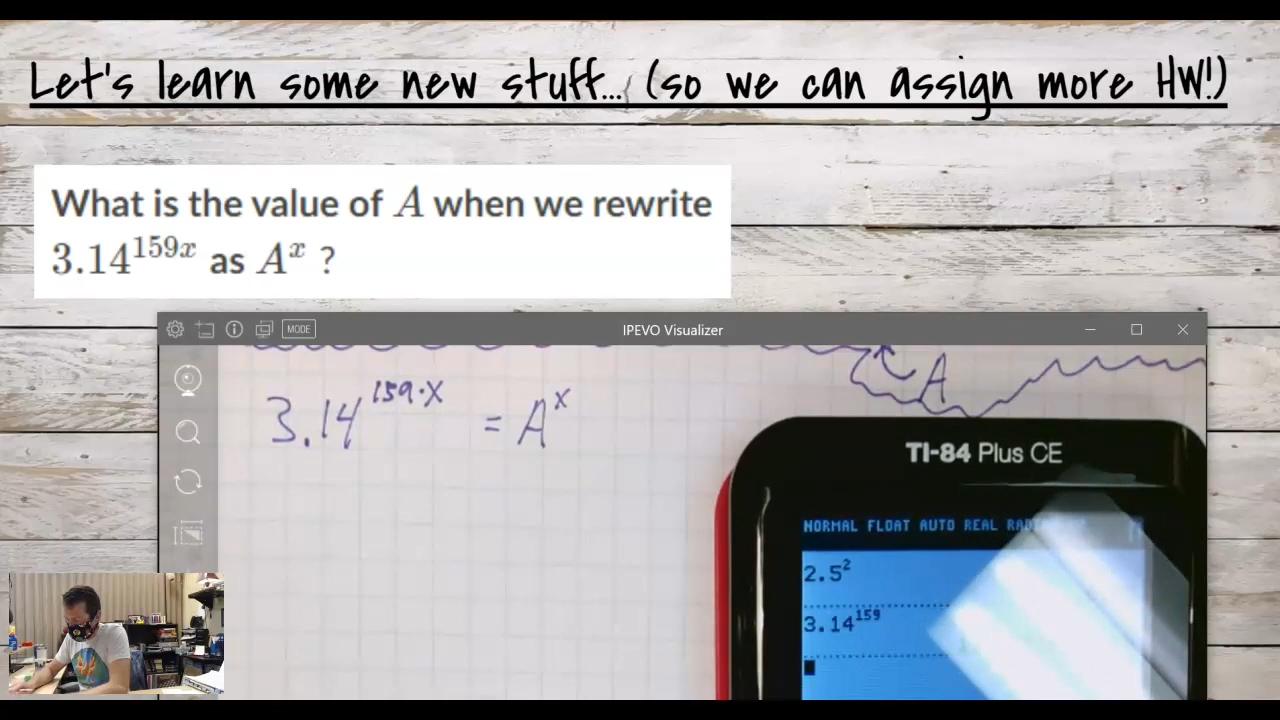 Let's learn some new stuff... (so we can assign more HW!)
What is the value of A when we rewrite
3.14^159x as A^x ?
MODE
IPEVO Visualizer
A
3.14^159·x = A^x
TI-84 Plus CE
NORMAL FLOAT AUTO REAL
2.5²
3.14^159